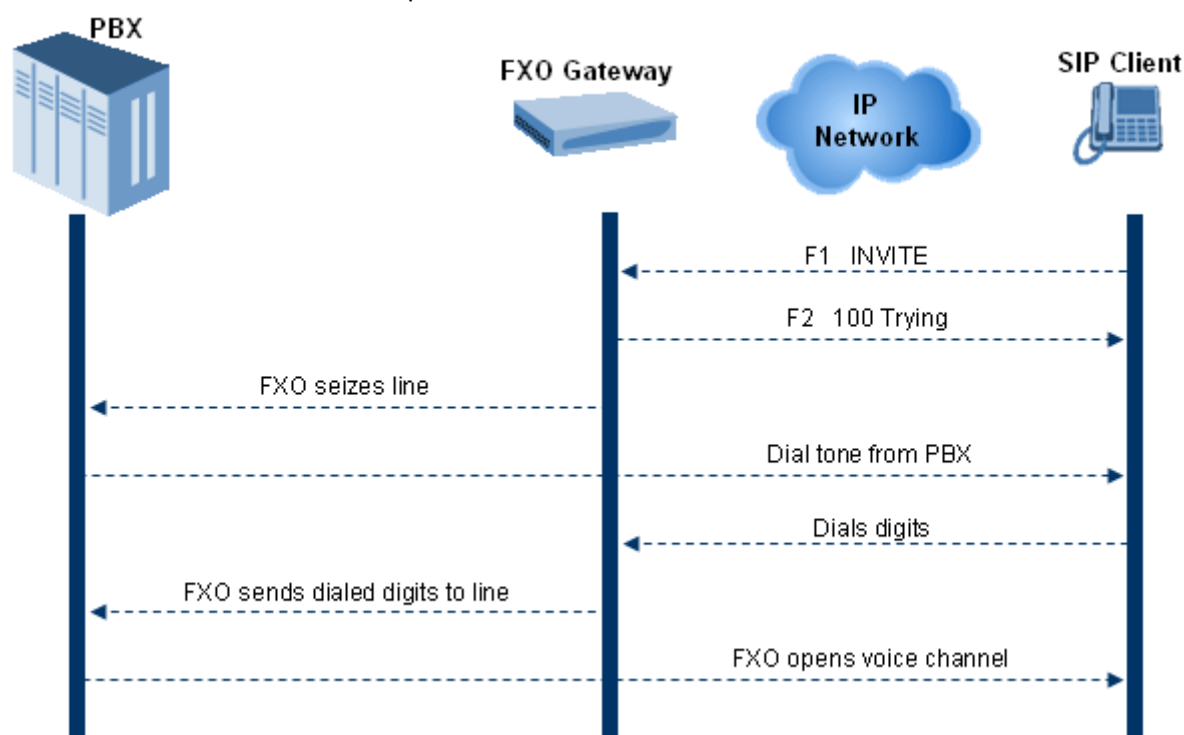 PBX
FXO Gateway
SIP Client
IP
Network
F1 INVITE
F2 100 Trying
FXO seizes line
Dial tone from PBX
Dials digits
FXO sends dialed digits to line
FXO opens voice channel